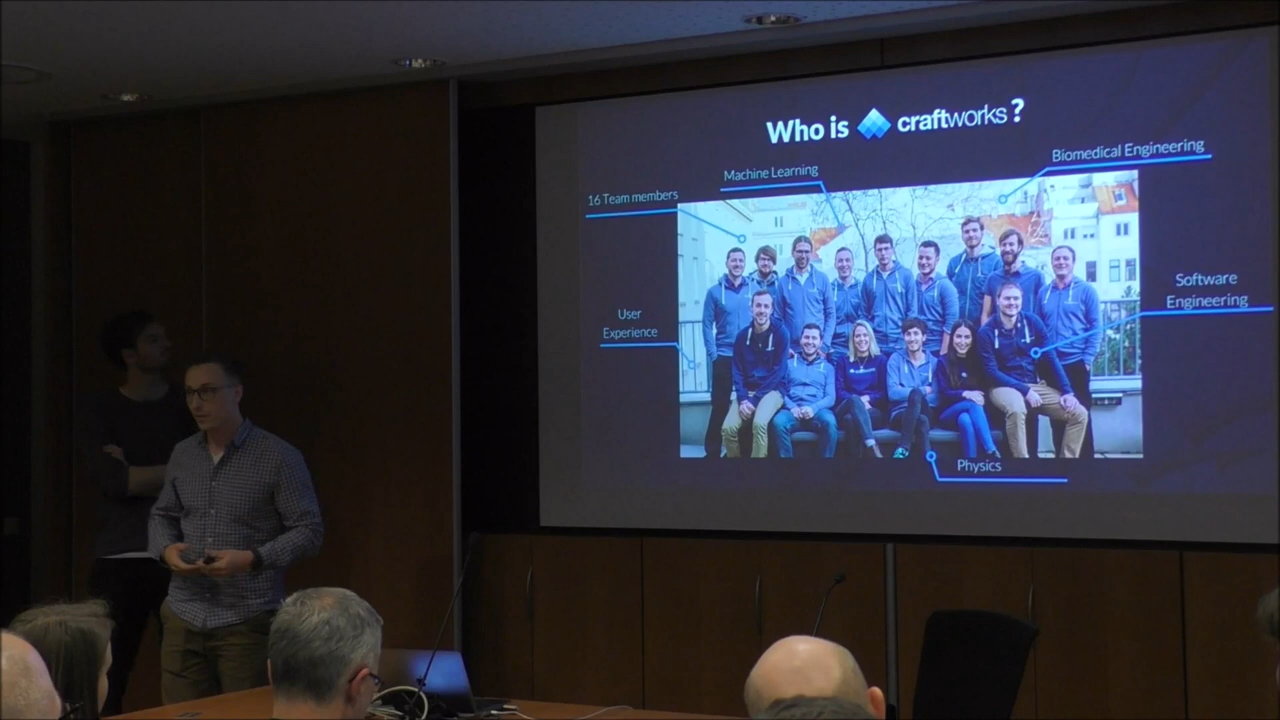 Who is craftworks?
Machine Learning
Biomedical Engineering
16 Team members
Software
Engineering
User
Experience
Physics